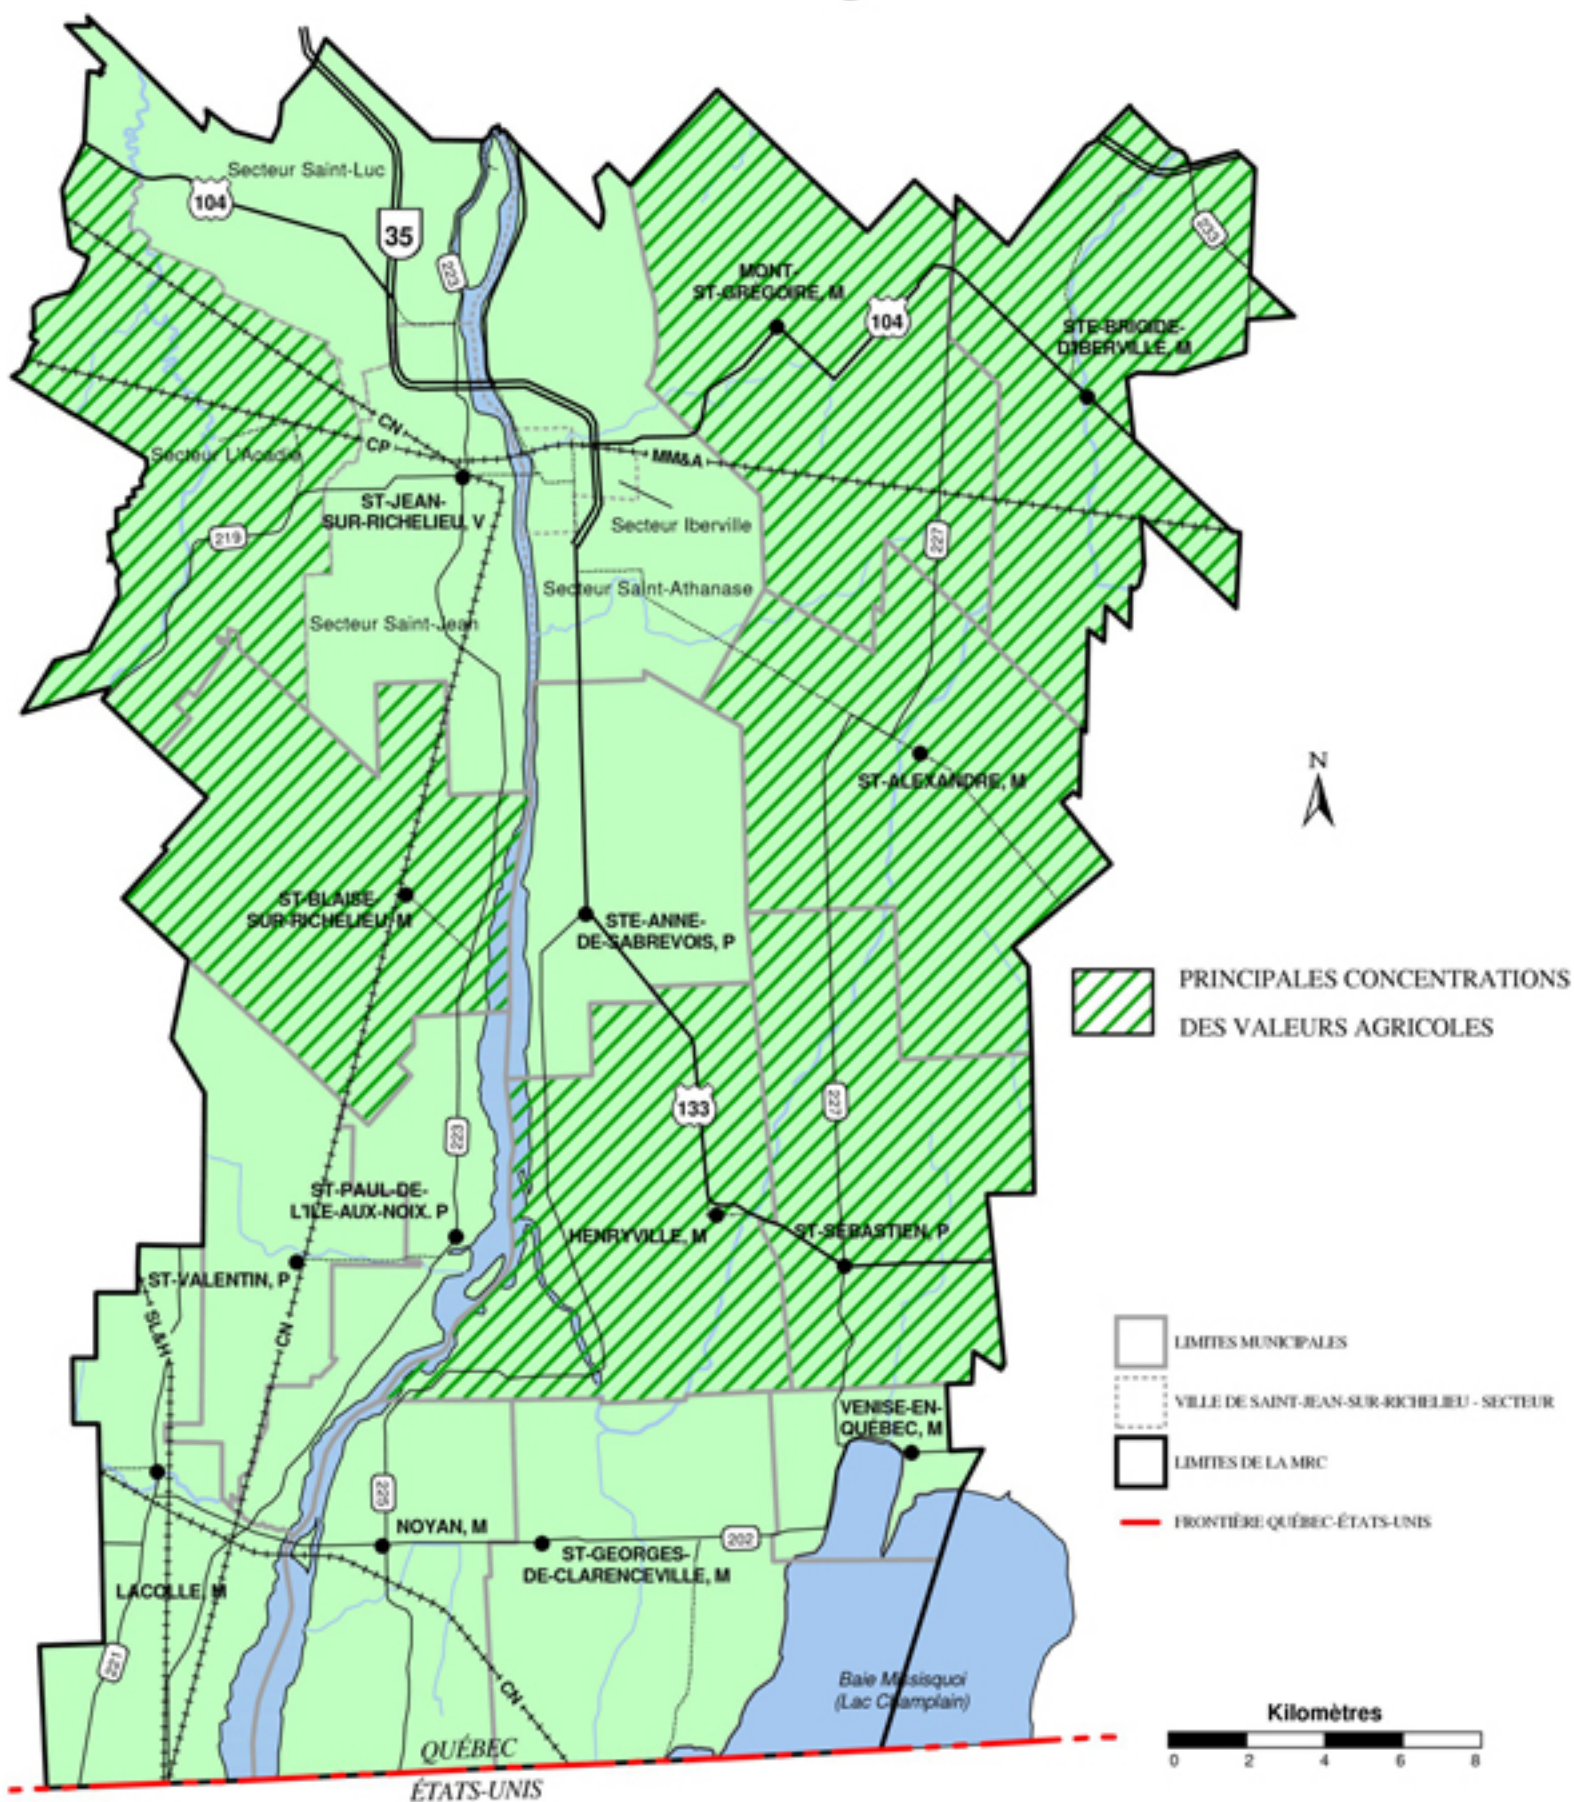 Secteur Saint-Luc
104
35
223
233
MONT-
ST-GRÉGOIRE, M
104
STE-BRIGIDE-
D'IBERVILLE, M
CN
CP
MM&A
Secteur L'Acadie
ST-JEAN-
SUR-RICHELIEU, V
Secteur Iberville
219
227
Secteur Saint-Athanase
Secteur Saint-Jean
N
ST-ALEXANDRE, M
ST-BLAISE-
SUR-RICHELIEU, M
STE-ANNE-
DE-SABREVOIS, P
PRINCIPALES CONCENTRATIONS
DES VALEURS AGRICOLES
133
227
223
ST-PAUL-DE-
L'ILE-AUX-NOIX. P
HENRYVILLE, M
ST-SÉBASTIEN, P
ST-VALENTIN, P
SL&H
CN
LIMITES MUNICIPALES
VILLE DE SAINT-JEAN-SUR-RICHELIEU - SECTEUR
LIMITES DE LA MRC
FRONTIÈRE QUÉBEC-ÉTATS-UNIS
VENISE-EN-
QUÉBEC, M
225
NOYAN, M
202
ST-GEORGES-
DE-CLARENCEVILLE, M
LACOLLE, M
221
CN
Baie Missisquoi
(Lac Champlain)
Kilomètres
0 2 4 6 8
QUÉBEC
ÉTATS-UNIS